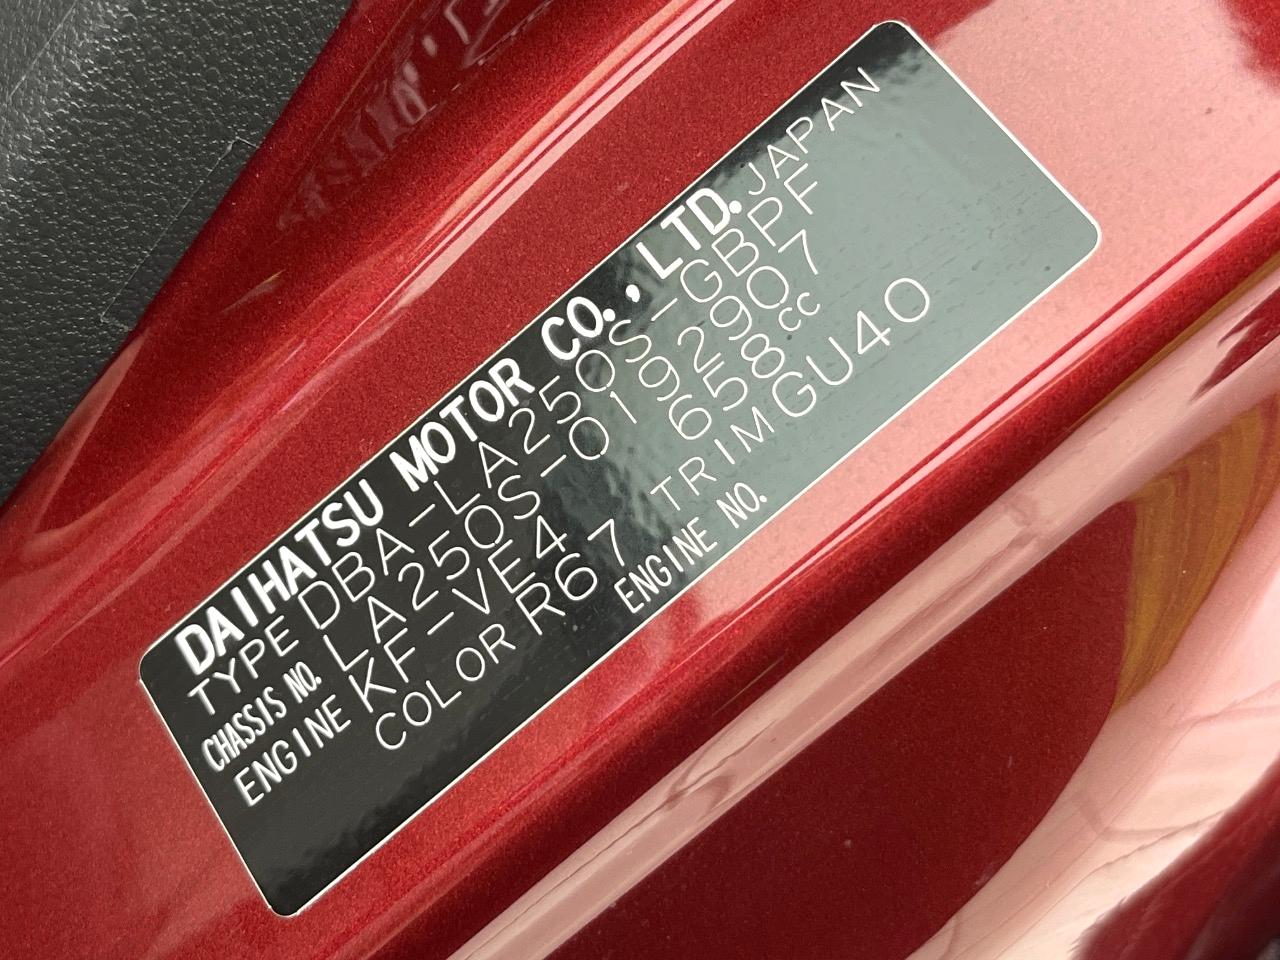 DAIHATSU MOTOR CO.,LTD. JAPAN
TYPE DBA-LA250S-GBPF
CHASSIS NO. LA250S-0192907
ENGINE KF-VE4 658cc
COLOR R67 TRIM GU40
ENGINE NO.